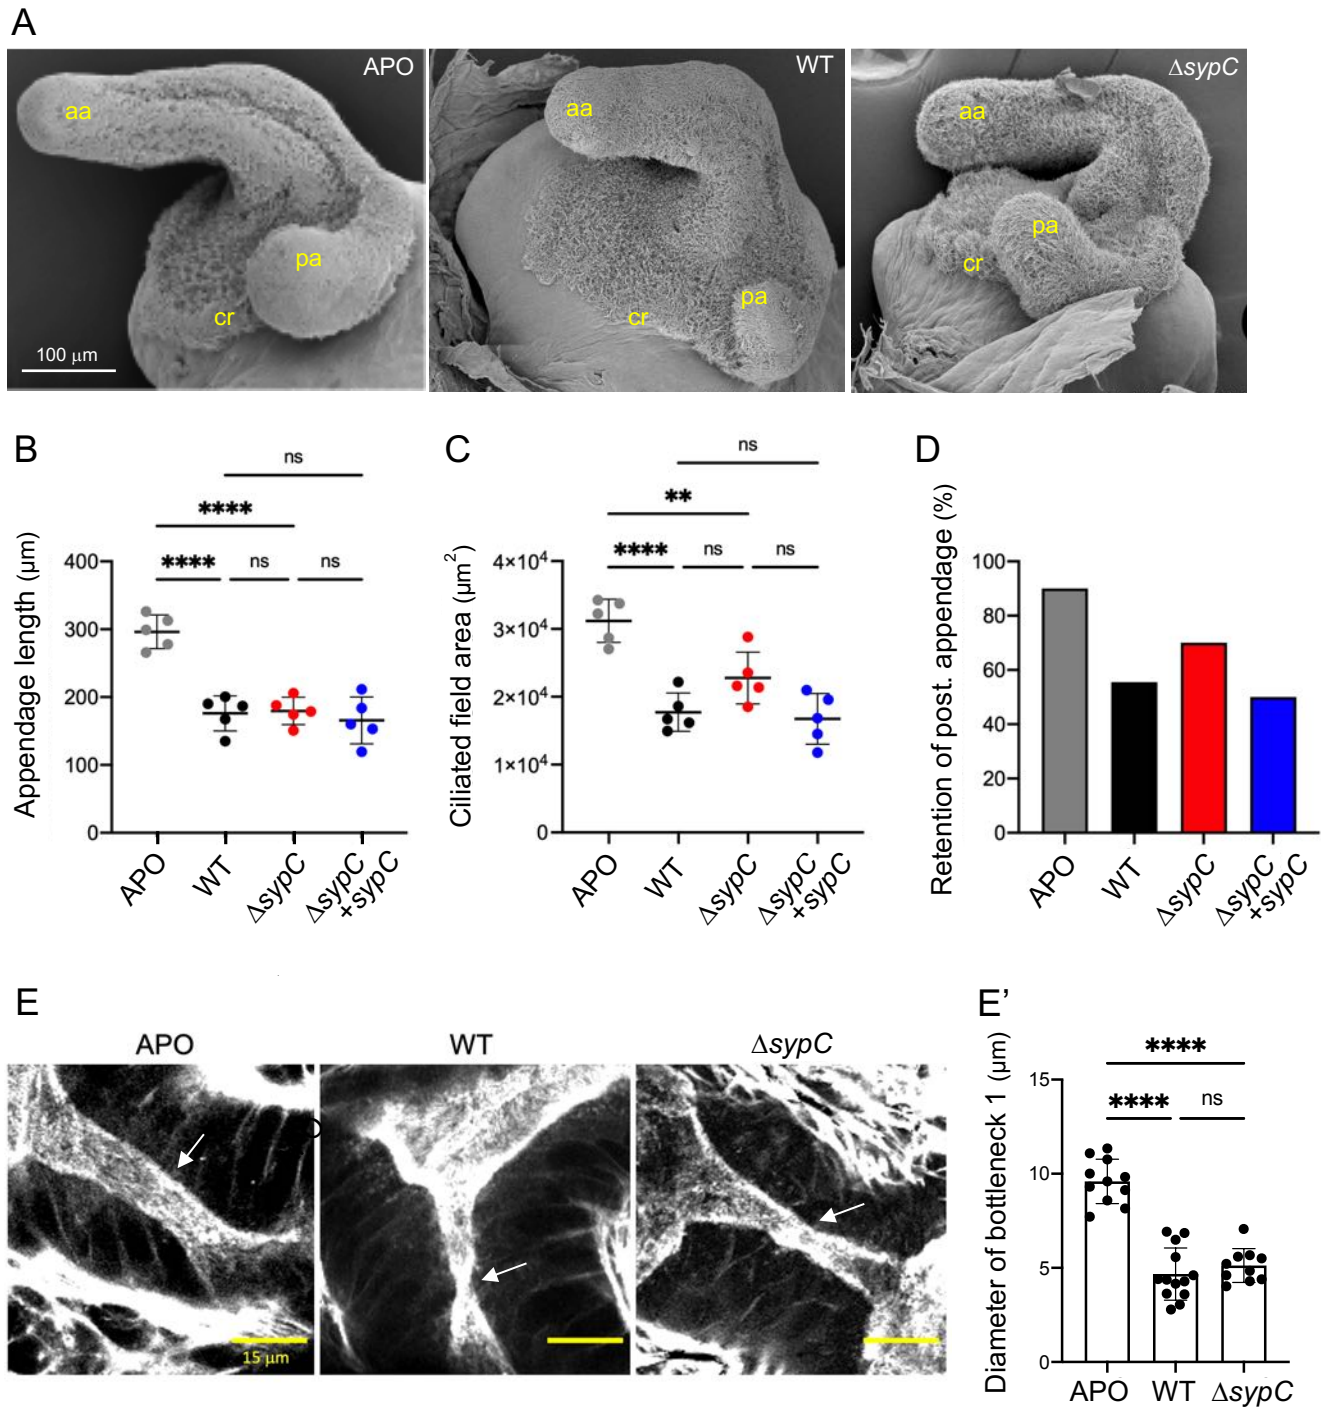 A
APO
WT
ΔsypC
aa
aa
aa
pa
pa
pa
cr
cr
cr
100 μm
B
Appendage length (μm)
400
300
200
100
0
ns
****
**** ns ns
APO
WT
ΔsypC
ΔsypC
+sypC
C
Ciliated field area (μm²)
4×10⁴
3×10⁴
2×10⁴
1×10⁴
0
ns
**
**** ns ns
APO
WT
ΔsypC
ΔsypC
+sypC
D
Retention of post. appendage (%)
100
80
60
40
20
0
APO
WT
ΔsypC
ΔsypC
+sypC
E
APO
WT
ΔsypC
15 μm
E'
Diameter of bottleneck 1 (μm)
15
10
5
0
****
**** ns
APO WT ΔsypC